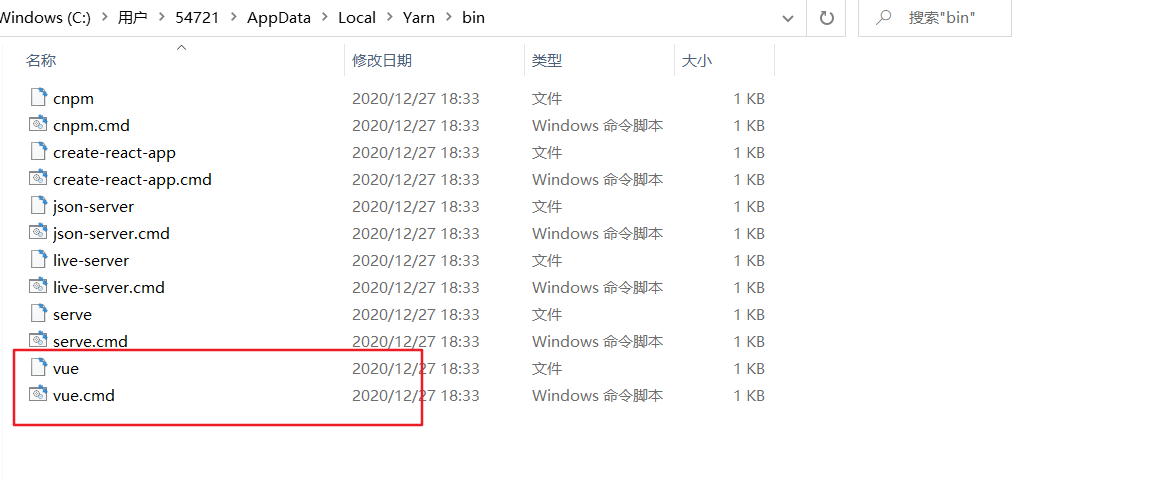 Windows (C:) > 用户 > 54721 > AppData > Local > Yarn > bin 搜索"bin"
名称 修改日期 类型 大小
cnpm 2020/12/27 18:33 文件 1 KB
cnpm.cmd 2020/12/27 18:33 Windows 命令脚本 1 KB
create-react-app 2020/12/27 18:33 文件 1 KB
create-react-app.cmd 2020/12/27 18:33 Windows 命令脚本 1 KB
json-server 2020/12/27 18:33 文件 1 KB
json-server.cmd 2020/12/27 18:33 Windows 命令脚本 1 KB
live-server 2020/12/27 18:33 文件 1 KB
live-server.cmd 2020/12/27 18:33 Windows 命令脚本 1 KB
serve 2020/12/27 18:33 文件 1 KB
serve.cmd 2020/12/27 18:33 Windows 命令脚本 1 KB
vue 2020/12/27 18:33 文件 1 KB
vue.cmd 2020/12/27 18:33 Windows 命令脚本 1 KB